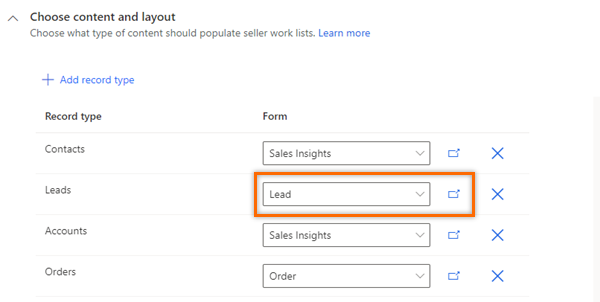 Choose content and layout
Choose what type of content should populate seller work lists. Learn more
Add record type
Record type Form
Contacts Sales Insights
Leads Lead
Accounts Sales Insights
Orders Order